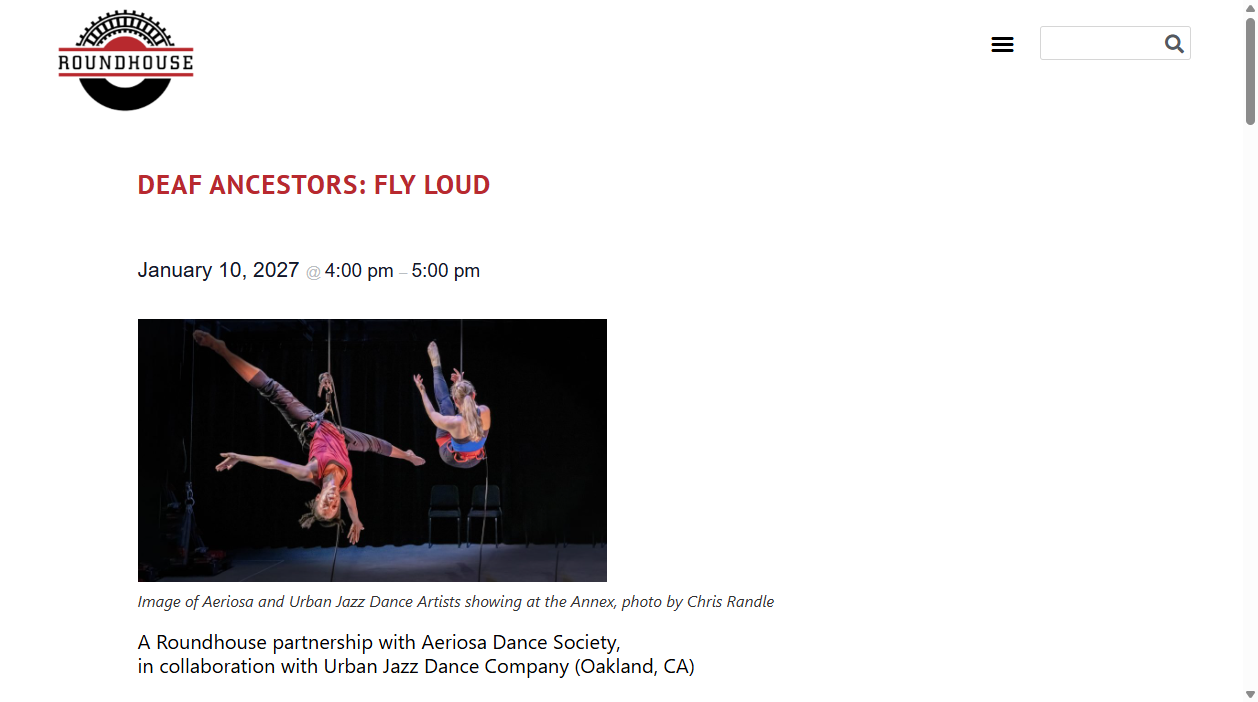 ROUNDHOUSE
DEAF ANCESTORS: FLY LOUD
January 10, 2027 @ 4:00 pm – 5:00 pm
Image of Aeriosa and Urban Jazz Dance Artists showing at the Annex, photo by Chris Randle
A Roundhouse partnership with Aeriosa Dance Society,
in collaboration with Urban Jazz Dance Company (Oakland, CA)